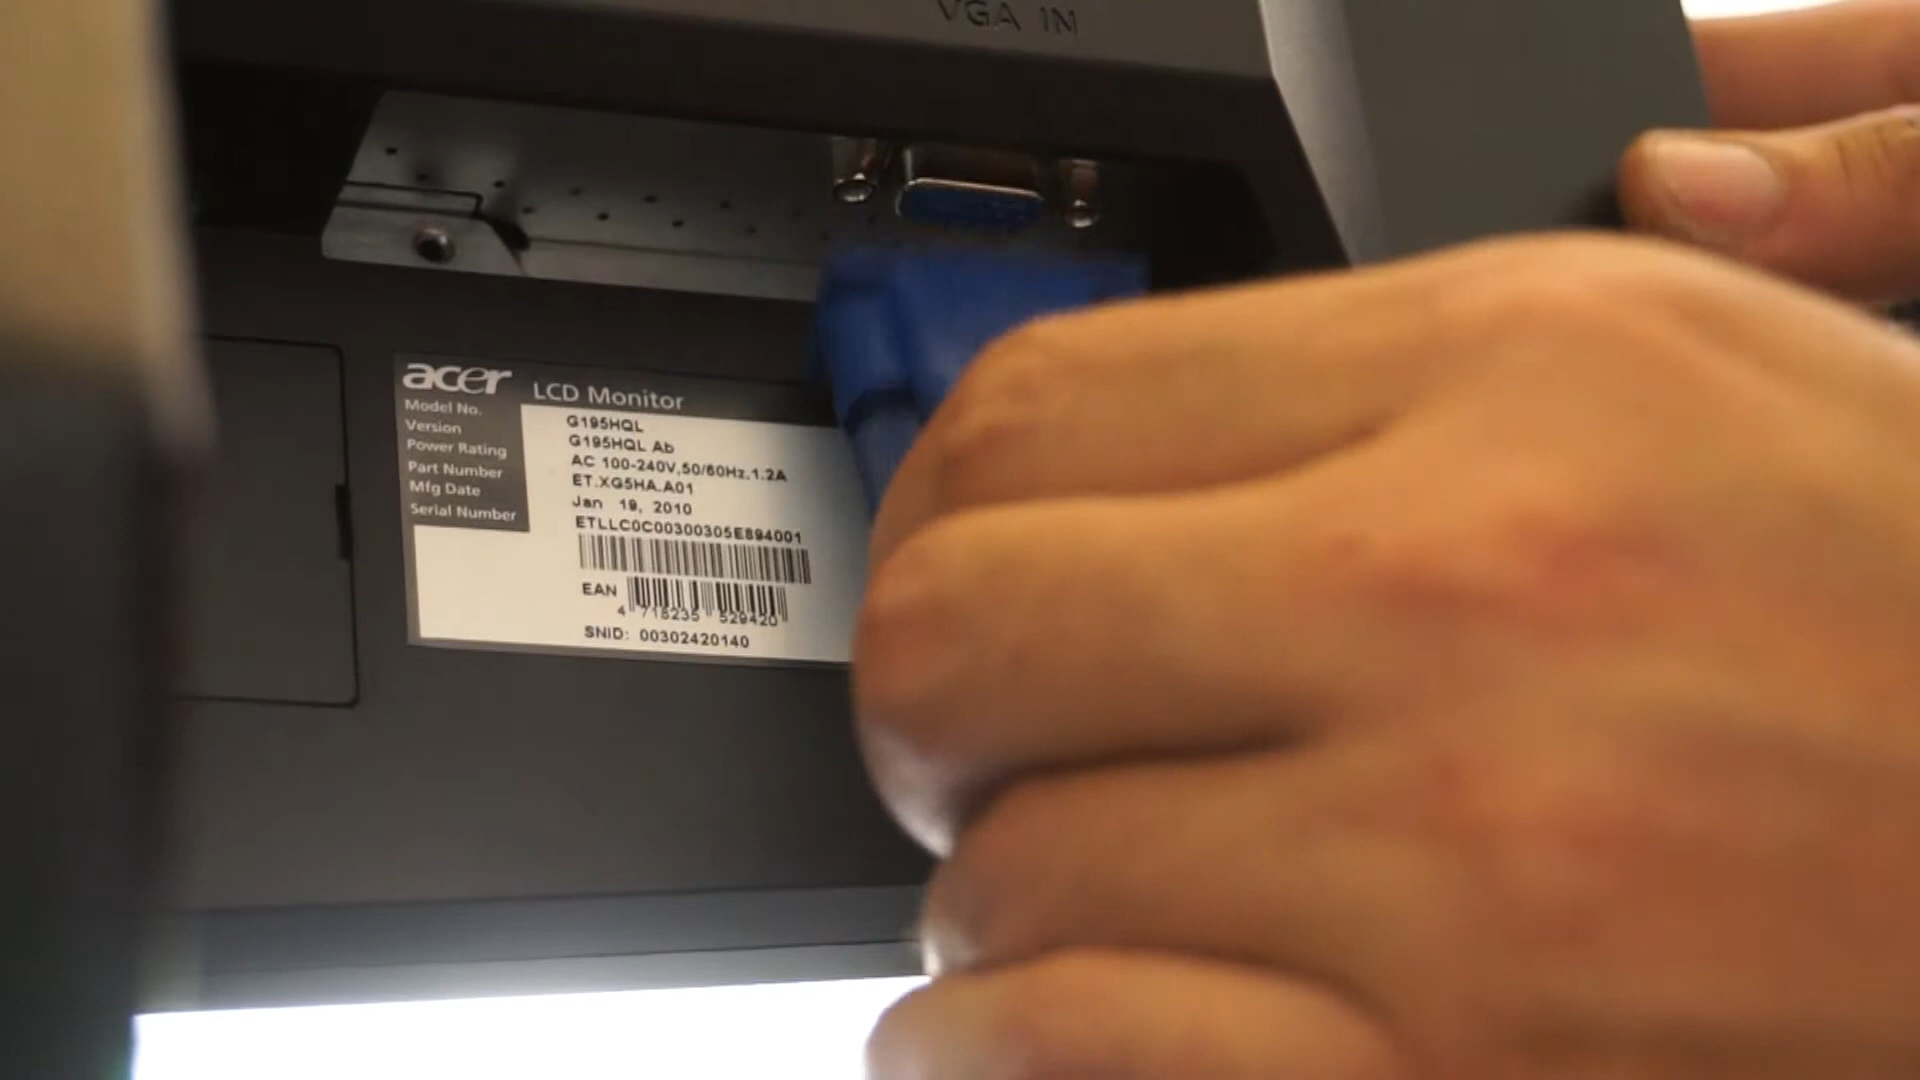 VGA IN
acer LCD Monitor
Model No. G195HQL
Version G195HQL Ab
Power Rating AC 100-240V,50/60Hz,1.2A
Part Number ET.XG5HA.A01
Mfg Date Jan 19, 2010
Serial Number ETLLC0C00300305E894001
EAN
4 718235 529420
SNID: 00302420140